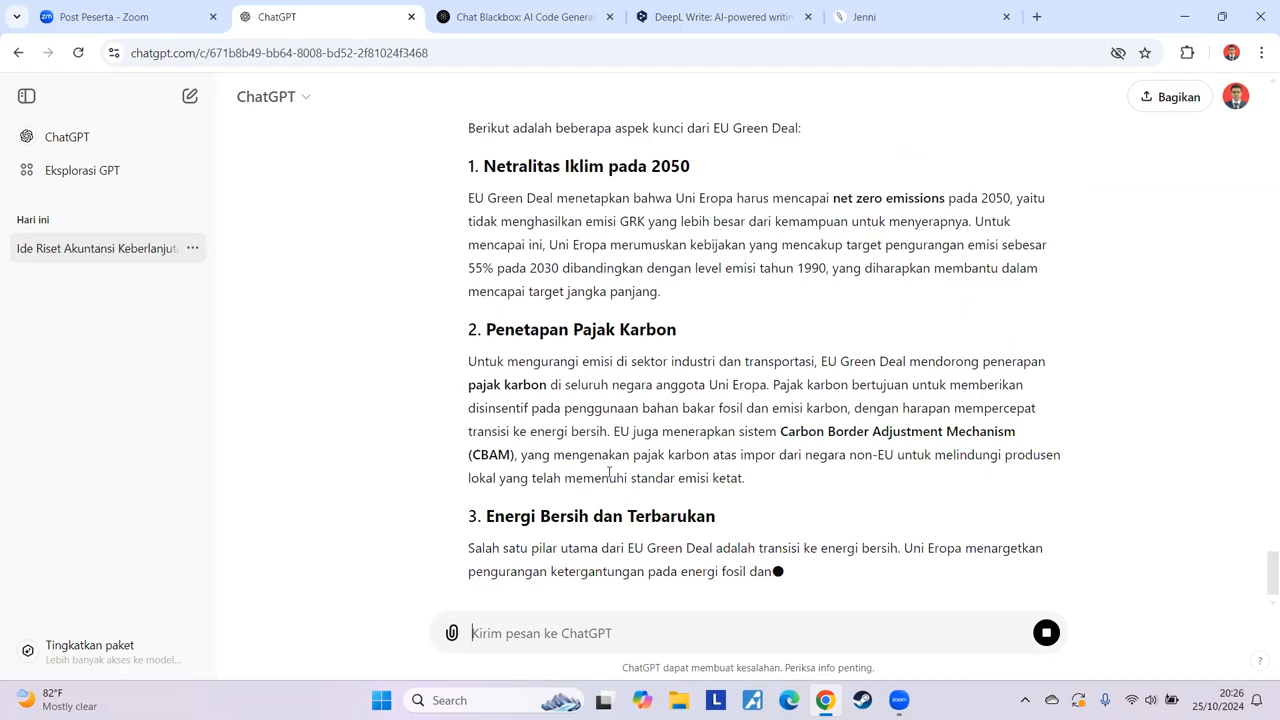 Post Peserta - Zoom
ChatGPT
Chat Blackbox: AI Code Genera
DeepL Write: AI-powered writin
Jenni
chatgpt.com/c/671b8b49-bb64-8008-bd52-2f81024f3468
ChatGPT
Bagikan
ChatGPT
Eksplorasi GPT
Hari ini
Ide Riset Akuntansi Keberlanjut
Berikut adalah beberapa aspek kunci dari EU Green Deal:
1. Netralitas Iklim pada 2050
EU Green Deal menetapkan bahwa Uni Eropa harus mencapai net zero emissions pada 2050, yaitu
tidak menghasilkan emisi GRK yang lebih besar dari kemampuan untuk menyerapnya. Untuk
mencapai ini, Uni Eropa merumuskan kebijakan yang mencakup target pengurangan emisi sebesar
55% pada 2030 dibandingkan dengan level emisi tahun 1990, yang diharapkan membantu dalam
mencapai target jangka panjang.
2. Penetapan Pajak Karbon
Untuk mengurangi emisi di sektor industri dan transportasi, EU Green Deal mendorong penerapan
pajak karbon di seluruh negara anggota Uni Eropa. Pajak karbon bertujuan untuk memberikan
disinsentif pada penggunaan bahan bakar fosil dan emisi karbon, dengan harapan mempercepat
transisi ke energi bersih. EU juga menerapkan sistem Carbon Border Adjustment Mechanism
(CBAM), yang mengenakan pajak karbon atas impor dari negara non-EU untuk melindungi produsen
lokal yang telah memenuhi standar emisi ketat.
3. Energi Bersih dan Terbarukan
Salah satu pilar utama dari EU Green Deal adalah transisi ke energi bersih. Uni Eropa menargetkan
pengurangan ketergantungan pada energi fosil dan
Kirim pesan ke ChatGPT
Tingkatkan paket
Lebih banyak akses ke model...
ChatGPT dapat membuat kesalahan. Periksa info penting.
?
82°F
Mostly clear
Search
20:26
25/10/2024